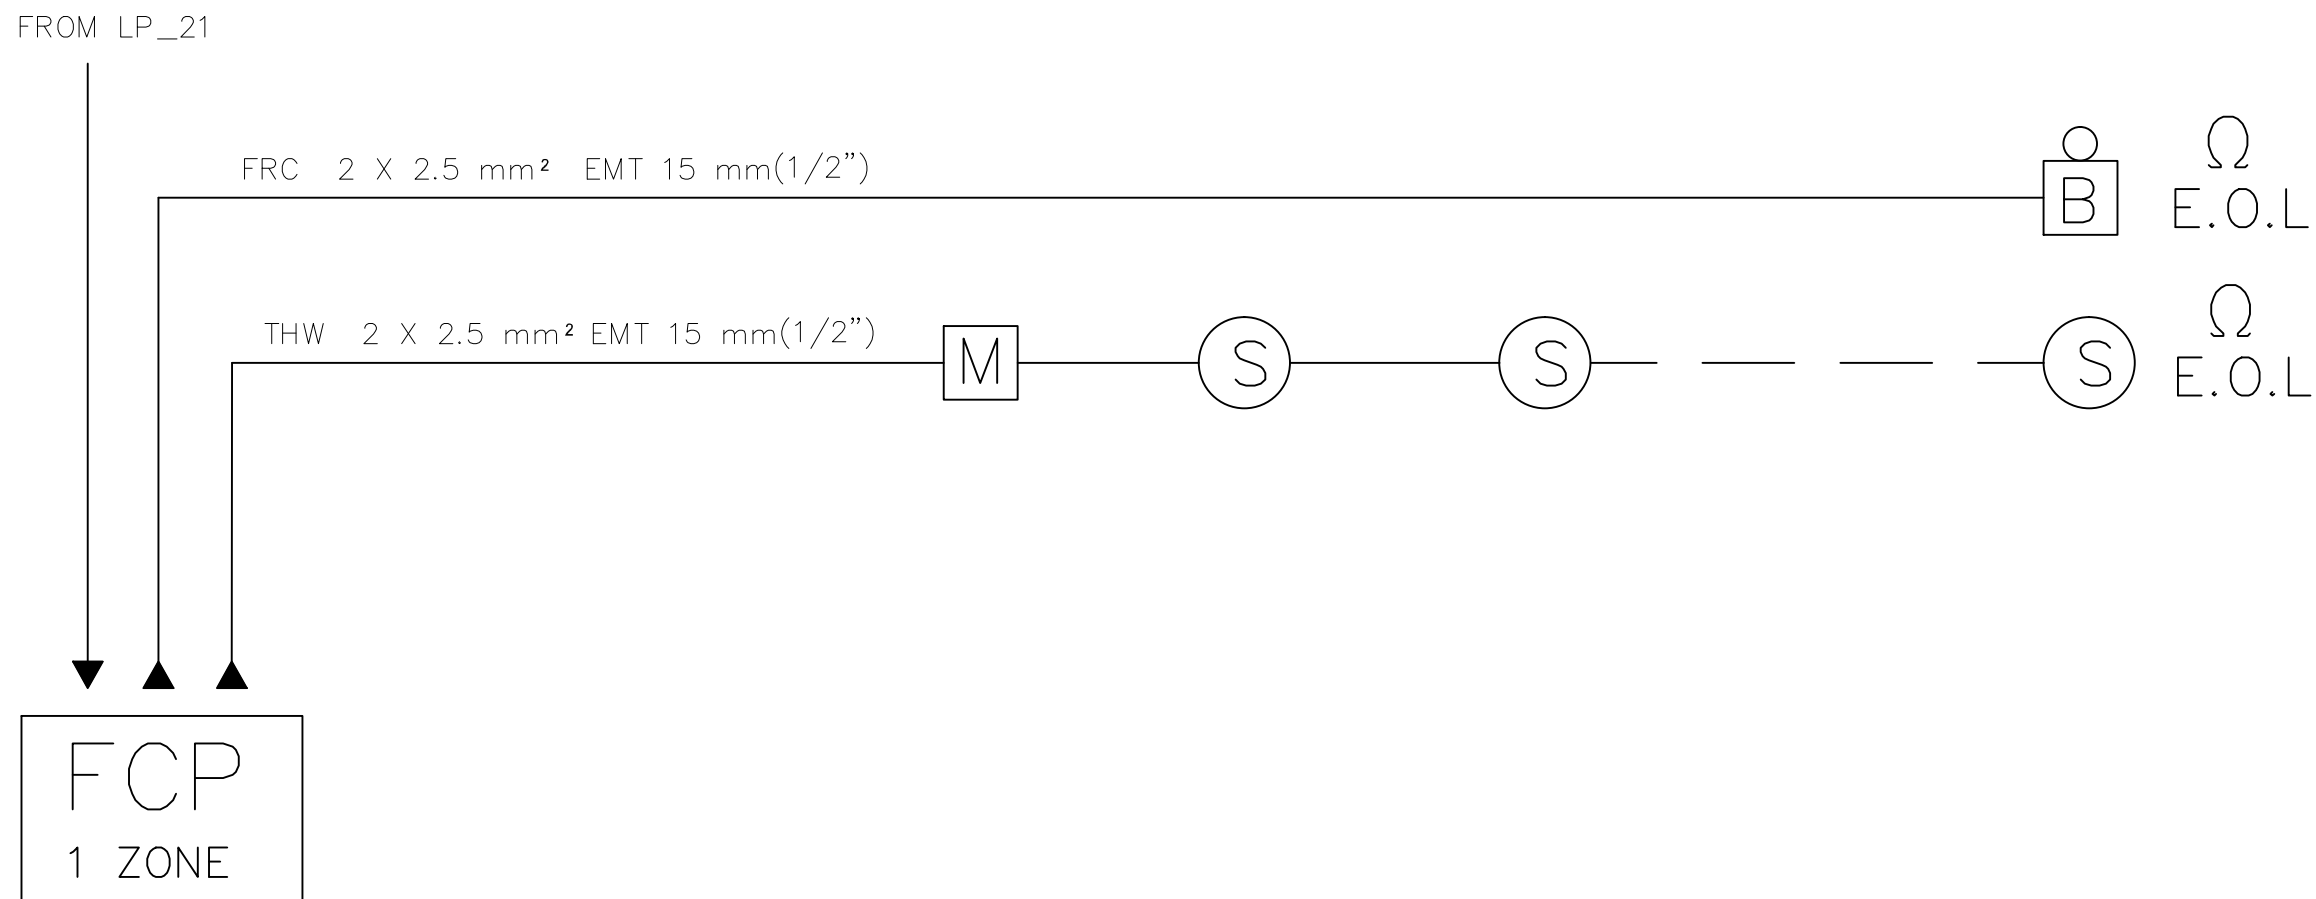 FROM LP_21
FRC 2 X 2.5 mm² EMT 15 mm(1/2")
B
Ω
E.O.L
THW 2 X 2.5 mm² EMT 15 mm(1/2")
M
S
S
S
Ω
E.O.L
FCP
1 ZONE